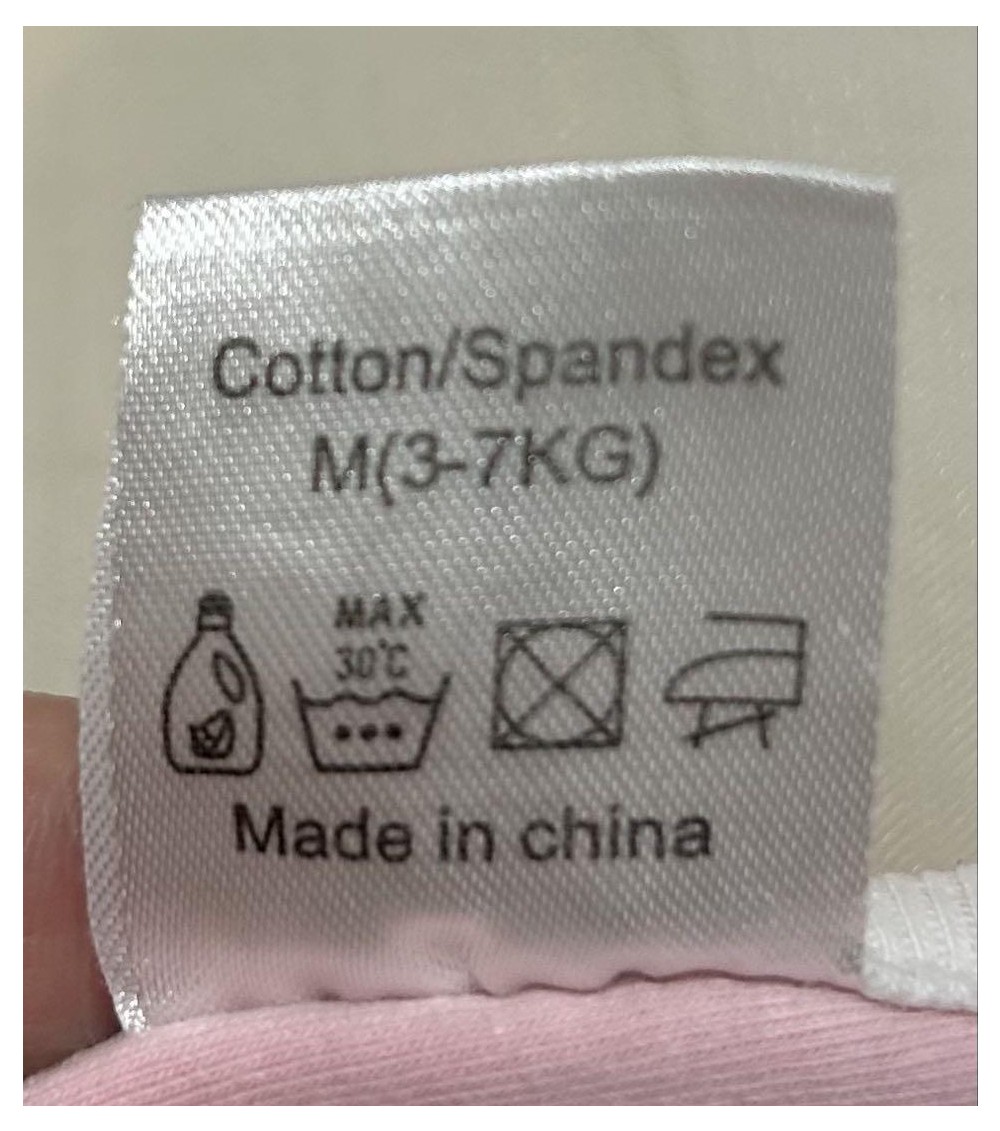 Cotton/Spandex
M(3-7KG)
MAX
30°C
Made in china